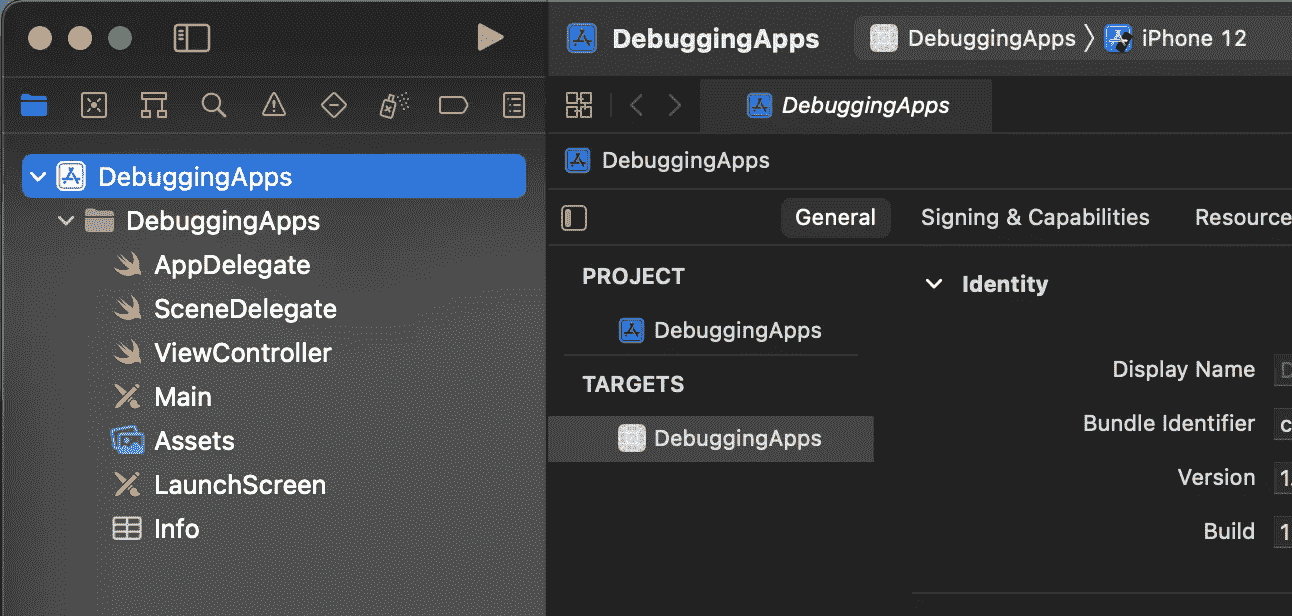 DebuggingApps
DebuggingApps
iPhone 12
DebuggingApps
DebuggingApps
DebuggingApps
AppDelegate
SceneDelegate
ViewController
Main
Assets
LaunchScreen
Info
DebuggingApps
General
Signing & Capabilities
Resource
PROJECT
DebuggingApps
TARGETS
DebuggingApps
Identity
Display Name
Bundle Identifier
Version
Build